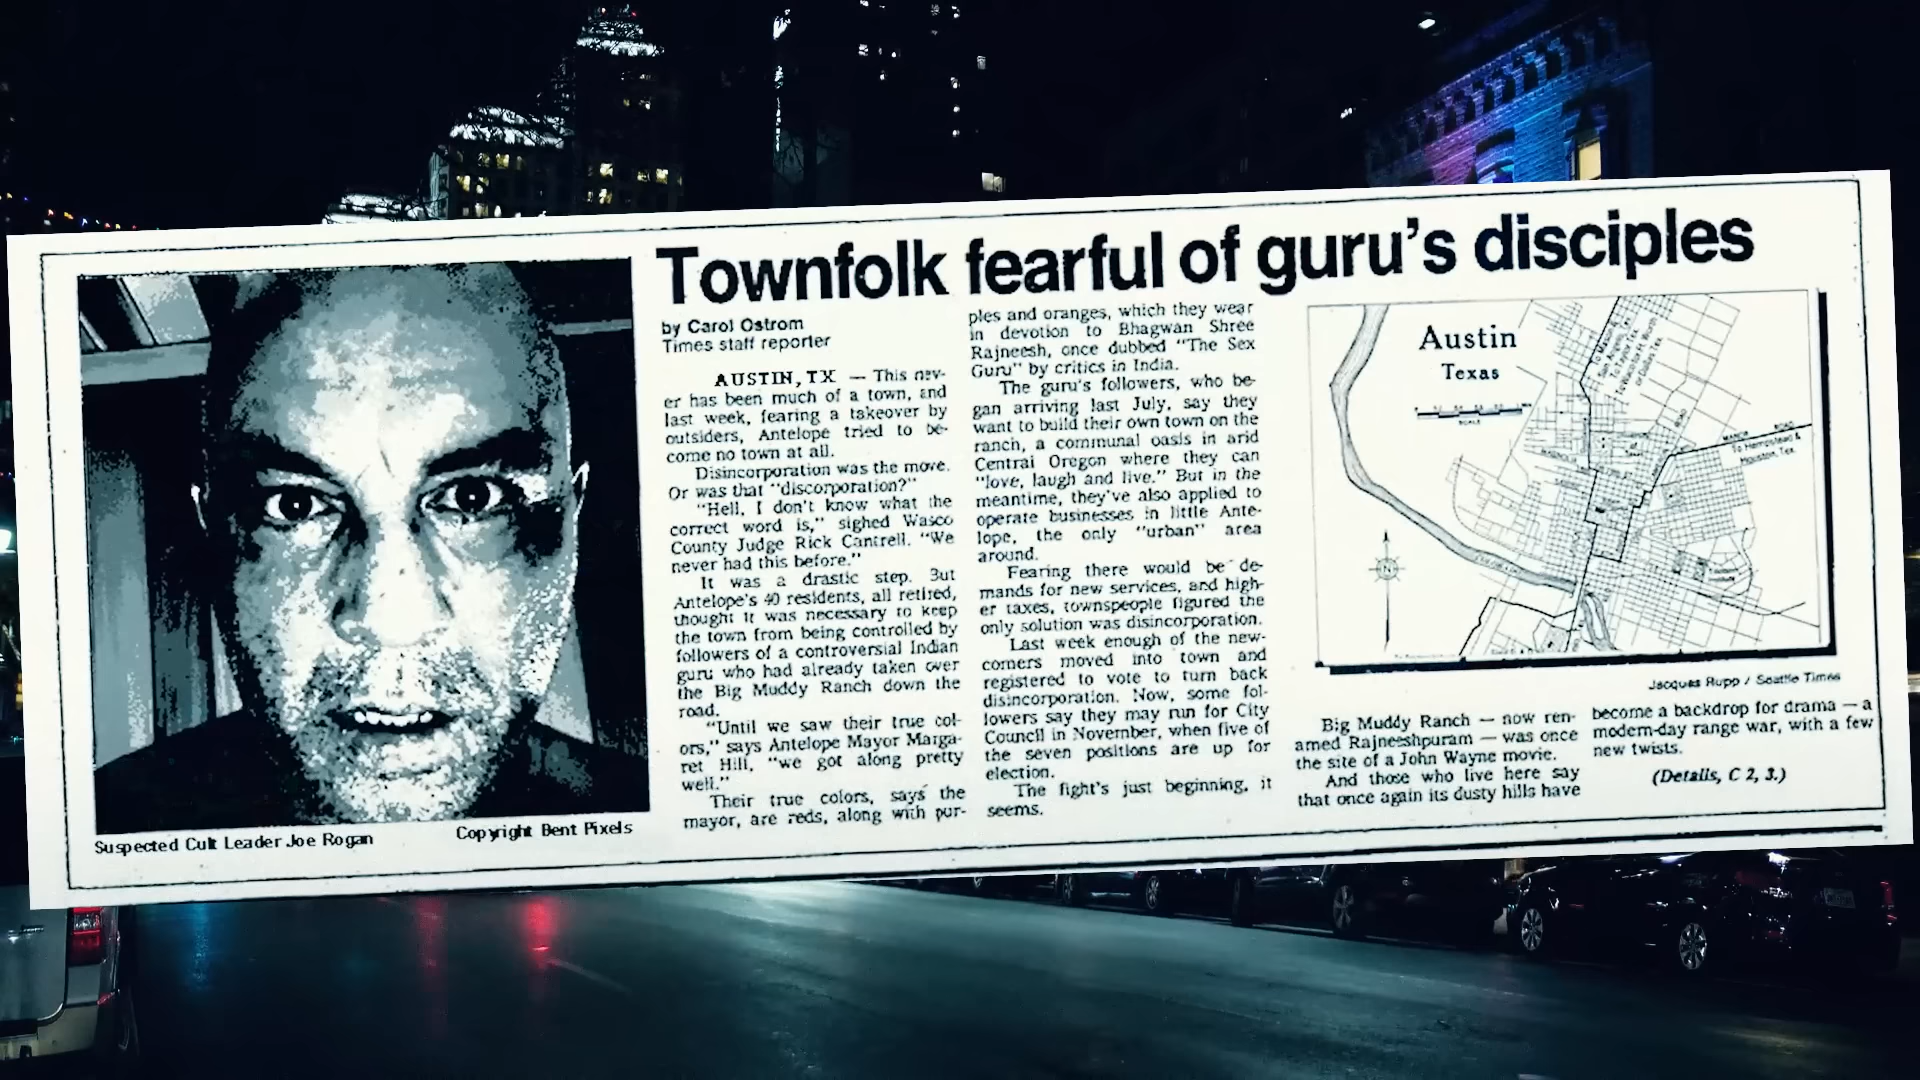 Townfolk fearful of guru's disciples
by Carol Ostrom
Times staff reporter
AUSTIN, TX — This nev-
er has been much of a town, and
last week, fearing a takeover by
outsiders, Antelope tried to be-
come no town at all.
Disincorporation was the move.
Or was that "discorporation?"
"Hell, I don't know what the
correct word is," sighed Wasco
County Judge Rick Cantrell. "We
never had this before."
It was a drastic step. But
Antelope's 40 residents, all retired,
thought it was necessary to keep
the town from being controlled by
followers of a controversial Indian
guru who had already taken over
the Big Muddy Ranch down the
road.
"Until we saw their true col-
ors," says Antelope Mayor Marga-
ret Hill, "we got along pretty
well."
Their true colors, says the
mayor, are reds, along with pur-
ples and oranges, which they wear
in devotion to Bhagwan Shree
Rajneesh, once dubbed "The Sex
Guru" by critics in India.
The guru's followers, who be-
gan arriving last July, say they
want to build their own town on the
ranch, a communal oasis in arid
Central Oregon where they can
"love, laugh and live." But in the
meantime, they've also applied to
operate businesses in little Ante-
lope, the only "urban" area
around.
Fearing there would be de-
mands for new services, and high-
er taxes, townspeople figured the
only solution was disincorporation.
Last week enough of the new-
comers moved into town and
registered to vote to turn back
disincorporation. Now, some fol-
lowers say they may run for City
Council in November, when five of
the seven positions are up for
election.
The fight's just beginning, it
seems.
Austin
Texas
SCALE
MANOR ROAD
To Hempstead &
Houston Tex.
N
Jacques Rupp / Seattle Times
Big Muddy Ranch — now ren-
amed Rajneeshpuram — was once
the site of a John Wayne movie.
And those who live here say
that once again its dusty hills have
become a backdrop for drama — a
modern-day range war, with a few
new twists.
(Details, C 2, 3.)
Suspected Cult Leader Joe Rogan
Copyright Bent Pixels